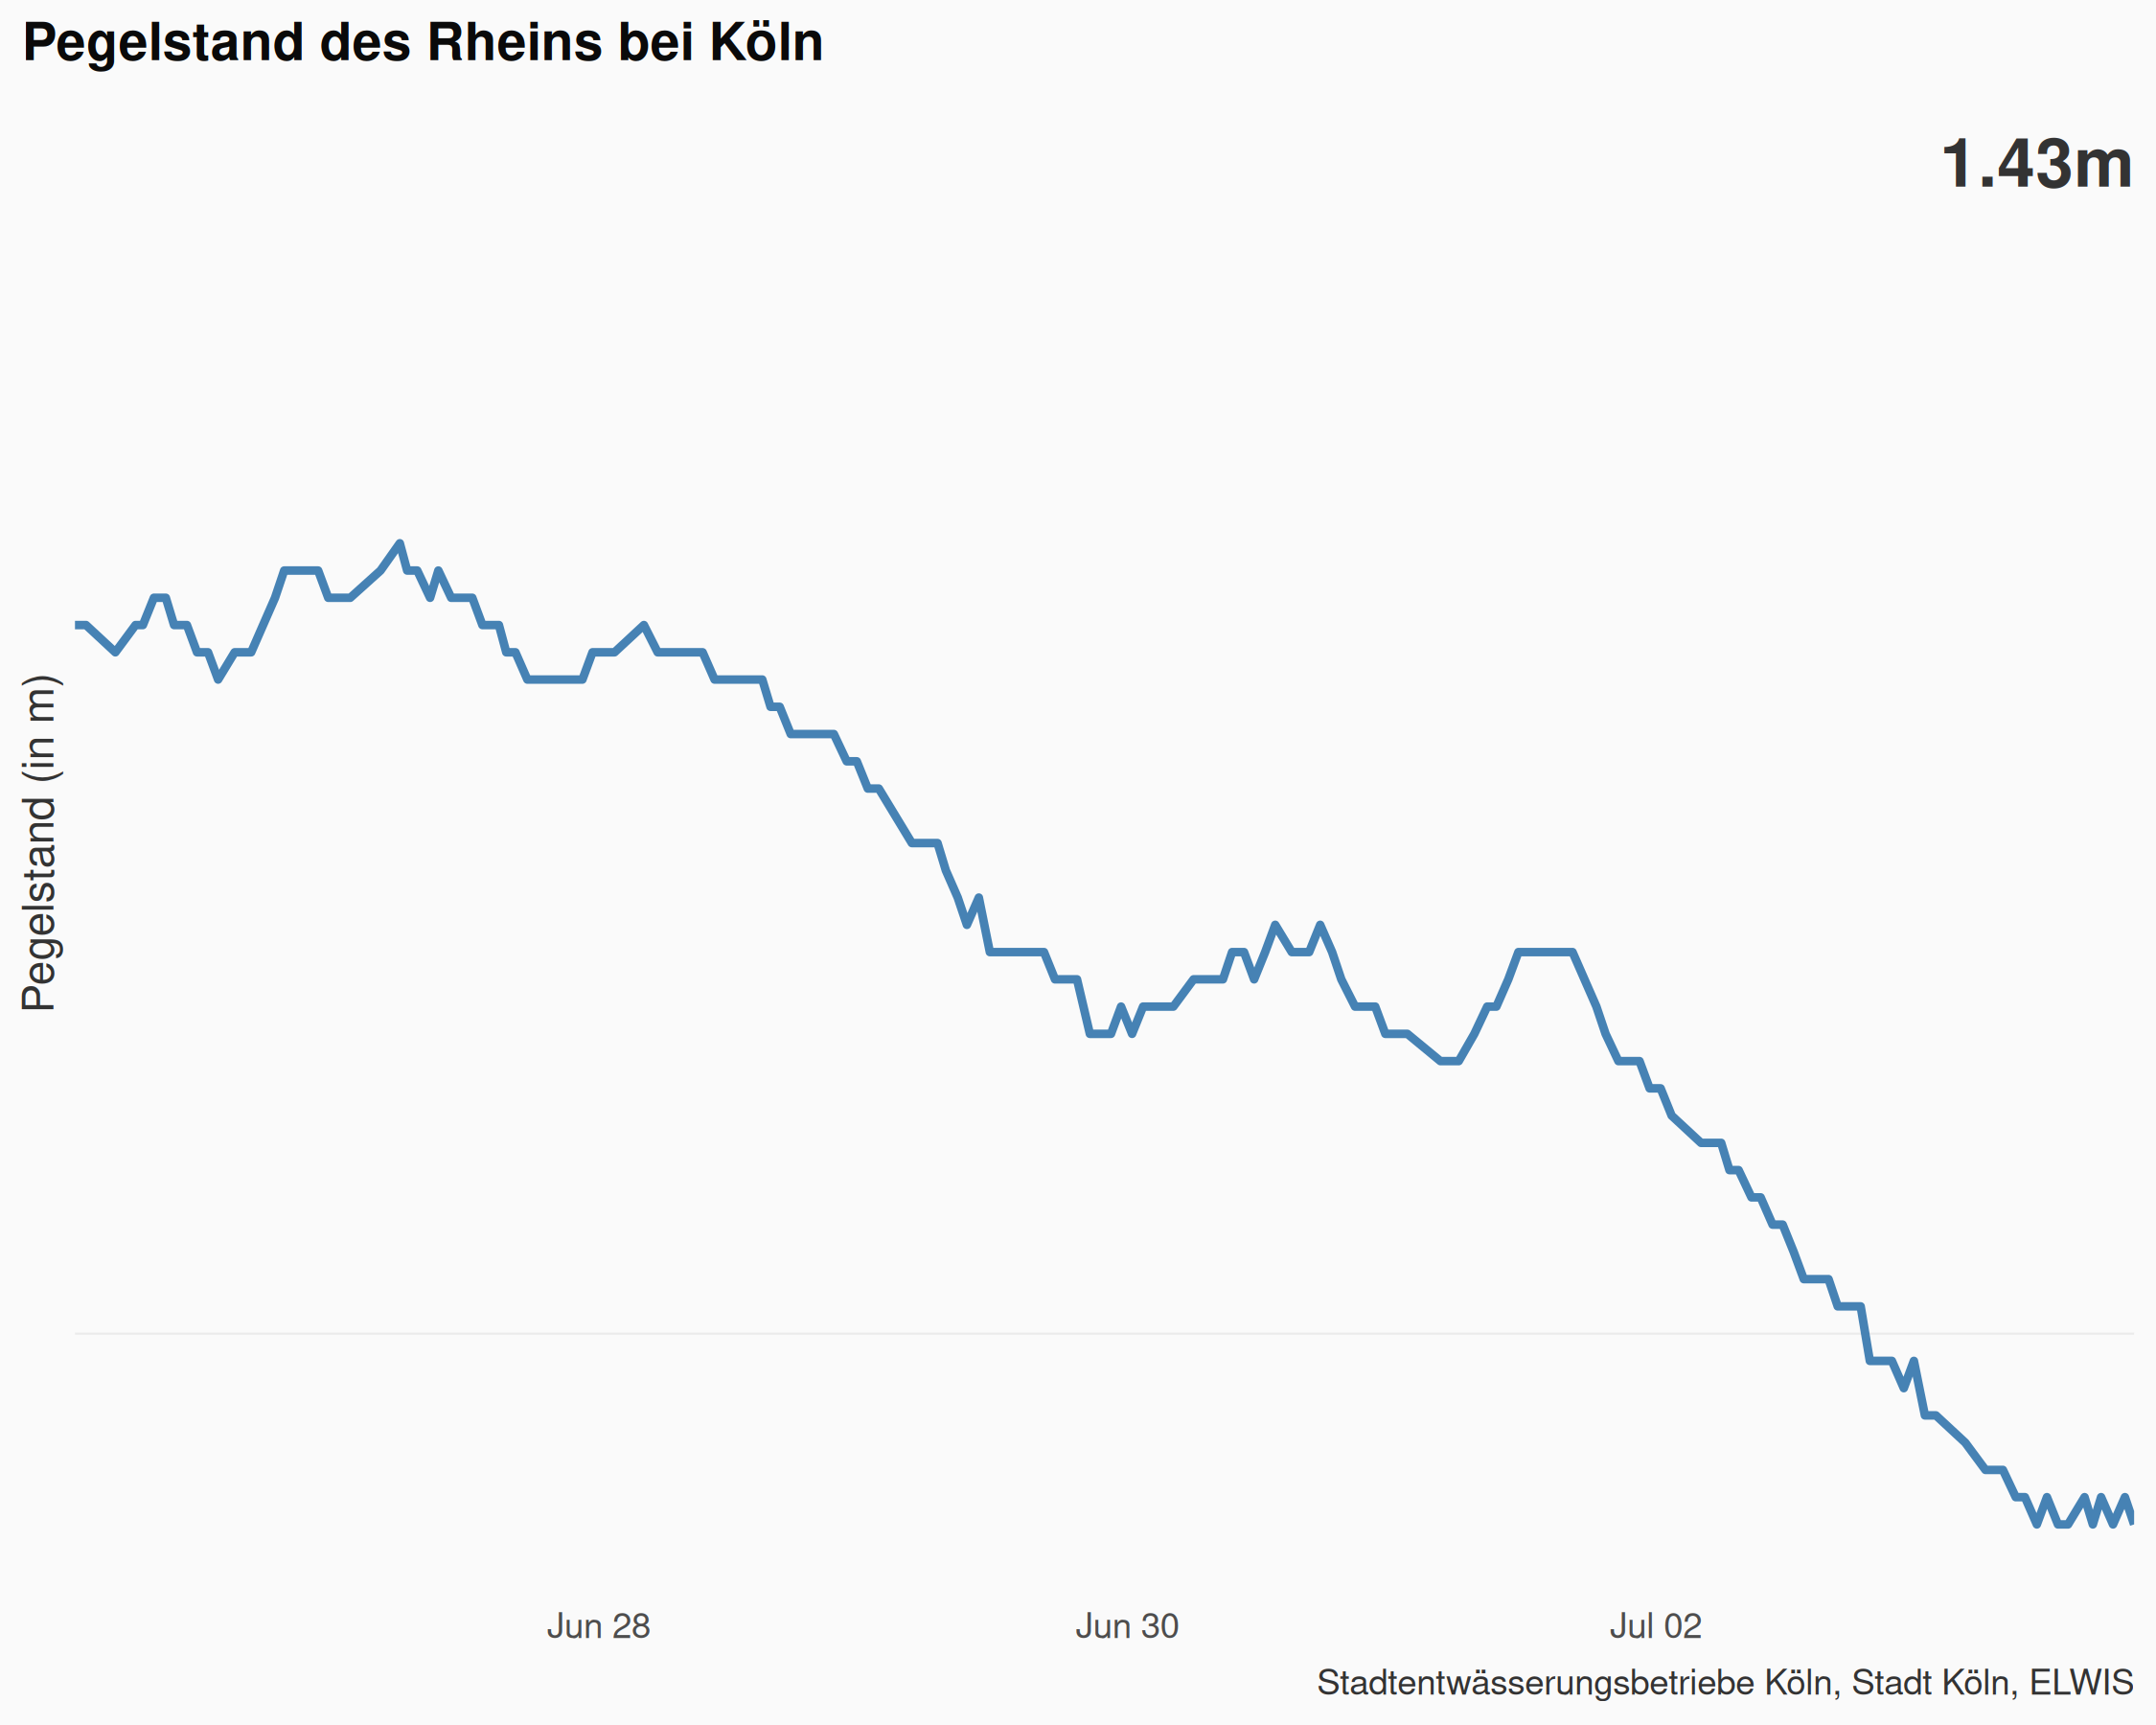 Pegelstand des Rheins bei Köln
1.43m
Pegelstand (in m)
Jun 28
Jun 30
Jul 02
Stadtentwässerungsbetriebe Köln, Stadt Köln, ELWIS